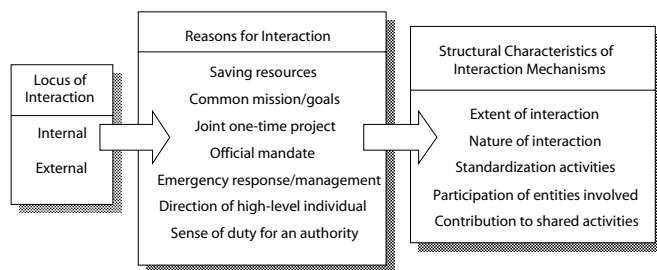 Locus of
Interaction
Internal
External
Reasons for Interaction
Saving resources
Common mission/goals
Joint one-time project
Official mandate
Emergency response/management
Direction of high-level individual
Sense of duty for an authority
Structural Characteristics of
Interaction Mechanisms
Extent of interaction
Nature of interaction
Standardization activities
Participation of entities involved
Contribution to shared activities